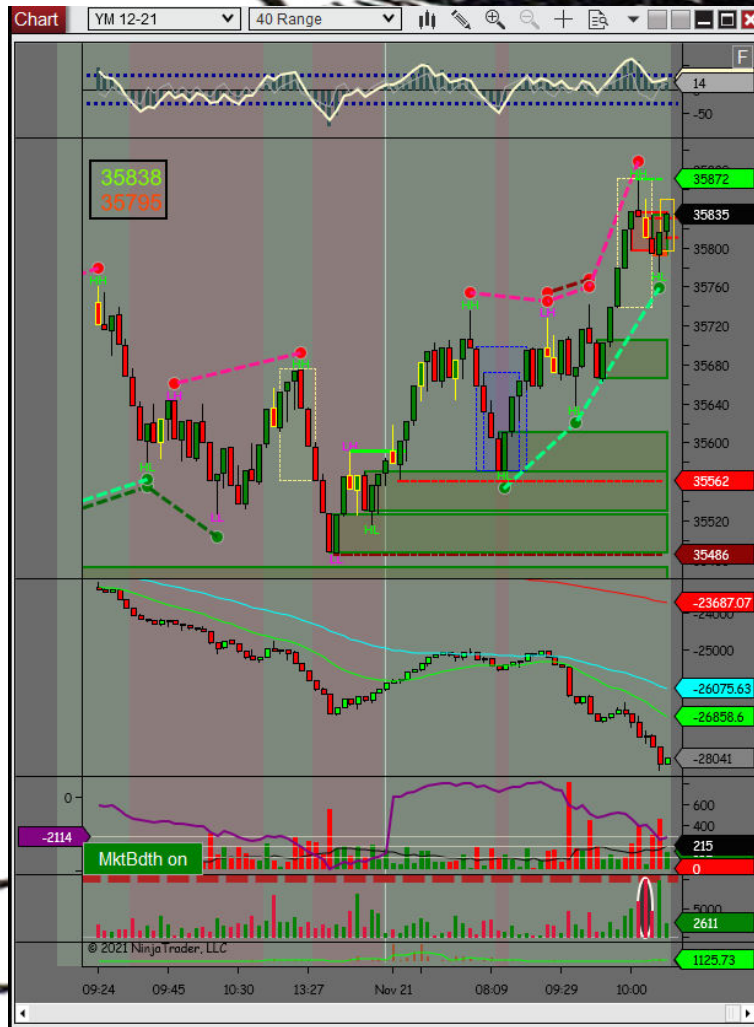 Chart YM 12-21 40 Range
F
14
-50
35838
35795
35872
35835
35800
35760
35720
35680
35640
35600
35562
35520
35486
HH
LH
HL
LL
LH
HL
LL
HH
HL
LH
HL
HL
-23687.07
-25000
-26075.63
-26858.6
-28041
0
-2114
600
400
215
0
MktBdth on
5000
2611
© 2021 NinjaTrader, LLC
1125.73
09:24 09:45 10:30 13:27 Nov 21 08:09 09:29 10:00